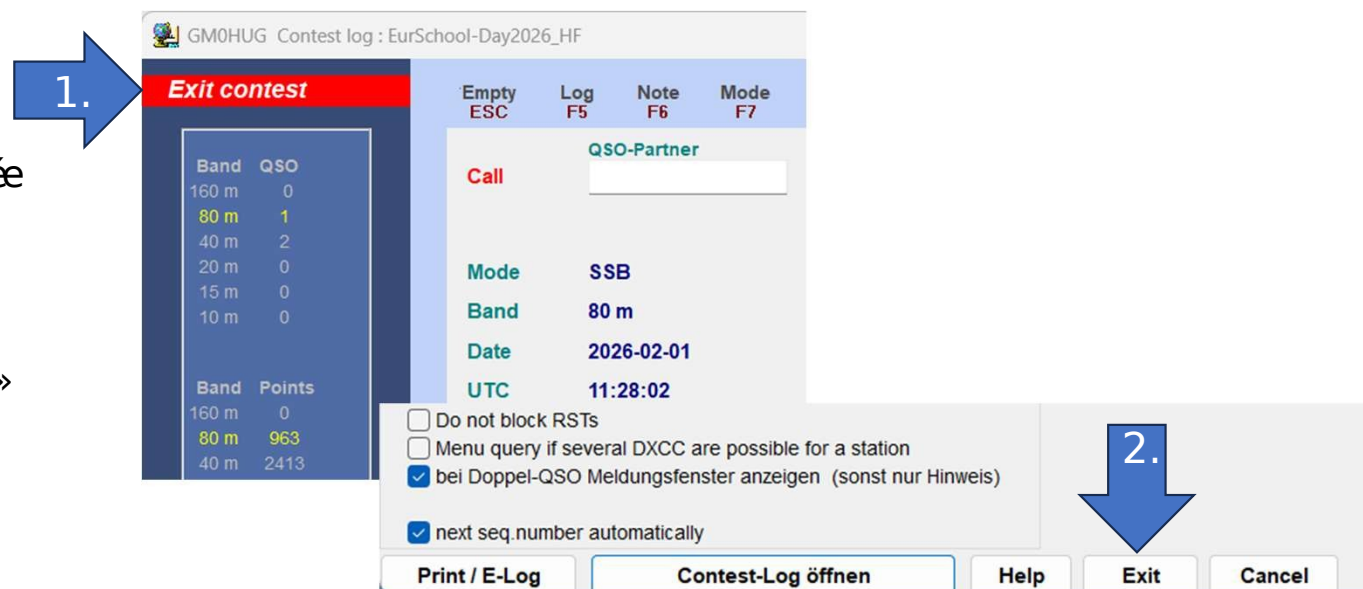 GM0HUG Contest log : EurSchool-Day2026_HF
1.
Exit contest
Empty Log Note Mode
ESC F5 F6 F7
QSO-Partner
Call
Band QSO
160 m 0
80 m 1
40 m 2
20 m 0
15 m 0
10 m 0
Mode SSB
Band 80 m
Date 2026-02-01
UTC 11:28:02
»
Band Points
160 m 0
80 m 963
40 m 2413
Do not block RSTs
Menu query if several DXCC are possible for a station
bei Doppel-QSO Meldungsfenster anzeigen (sonst nur Hinweis)
next seq.number automatically
2.
Print / E-Log Contest-Log öffnen Help Exit Cancel